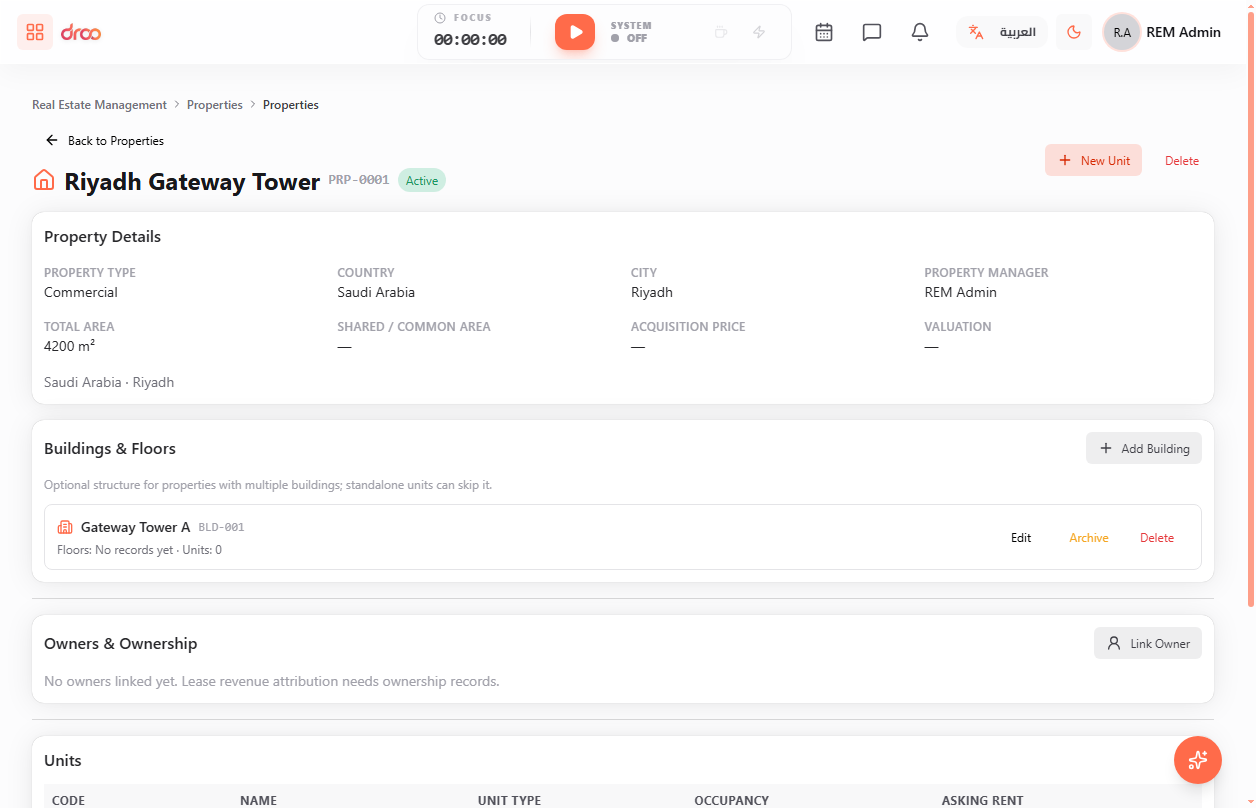 droo
FOCUS
00:00:00
SYSTEM
OFF
العربية
R.A
REM Admin
Real Estate Management > Properties > Properties
Back to Properties
Riyadh Gateway Tower PRP-0001 Active
New Unit
Delete
Property Details
PROPERTY TYPE COUNTRY CITY PROPERTY MANAGER
Commercial Saudi Arabia Riyadh REM Admin
TOTAL AREA SHARED / COMMON AREA ACQUISITION PRICE VALUATION
4200 m² — — —
Saudi Arabia · Riyadh
Buildings & Floors
Add Building
Optional structure for properties with multiple buildings; standalone units can skip it.
Gateway Tower A BLD-001
Floors: No records yet · Units: 0
Edit Archive Delete
Owners & Ownership
Link Owner
No owners linked yet. Lease revenue attribution needs ownership records.
Units
CODE NAME UNIT TYPE OCCUPANCY ASKING RENT